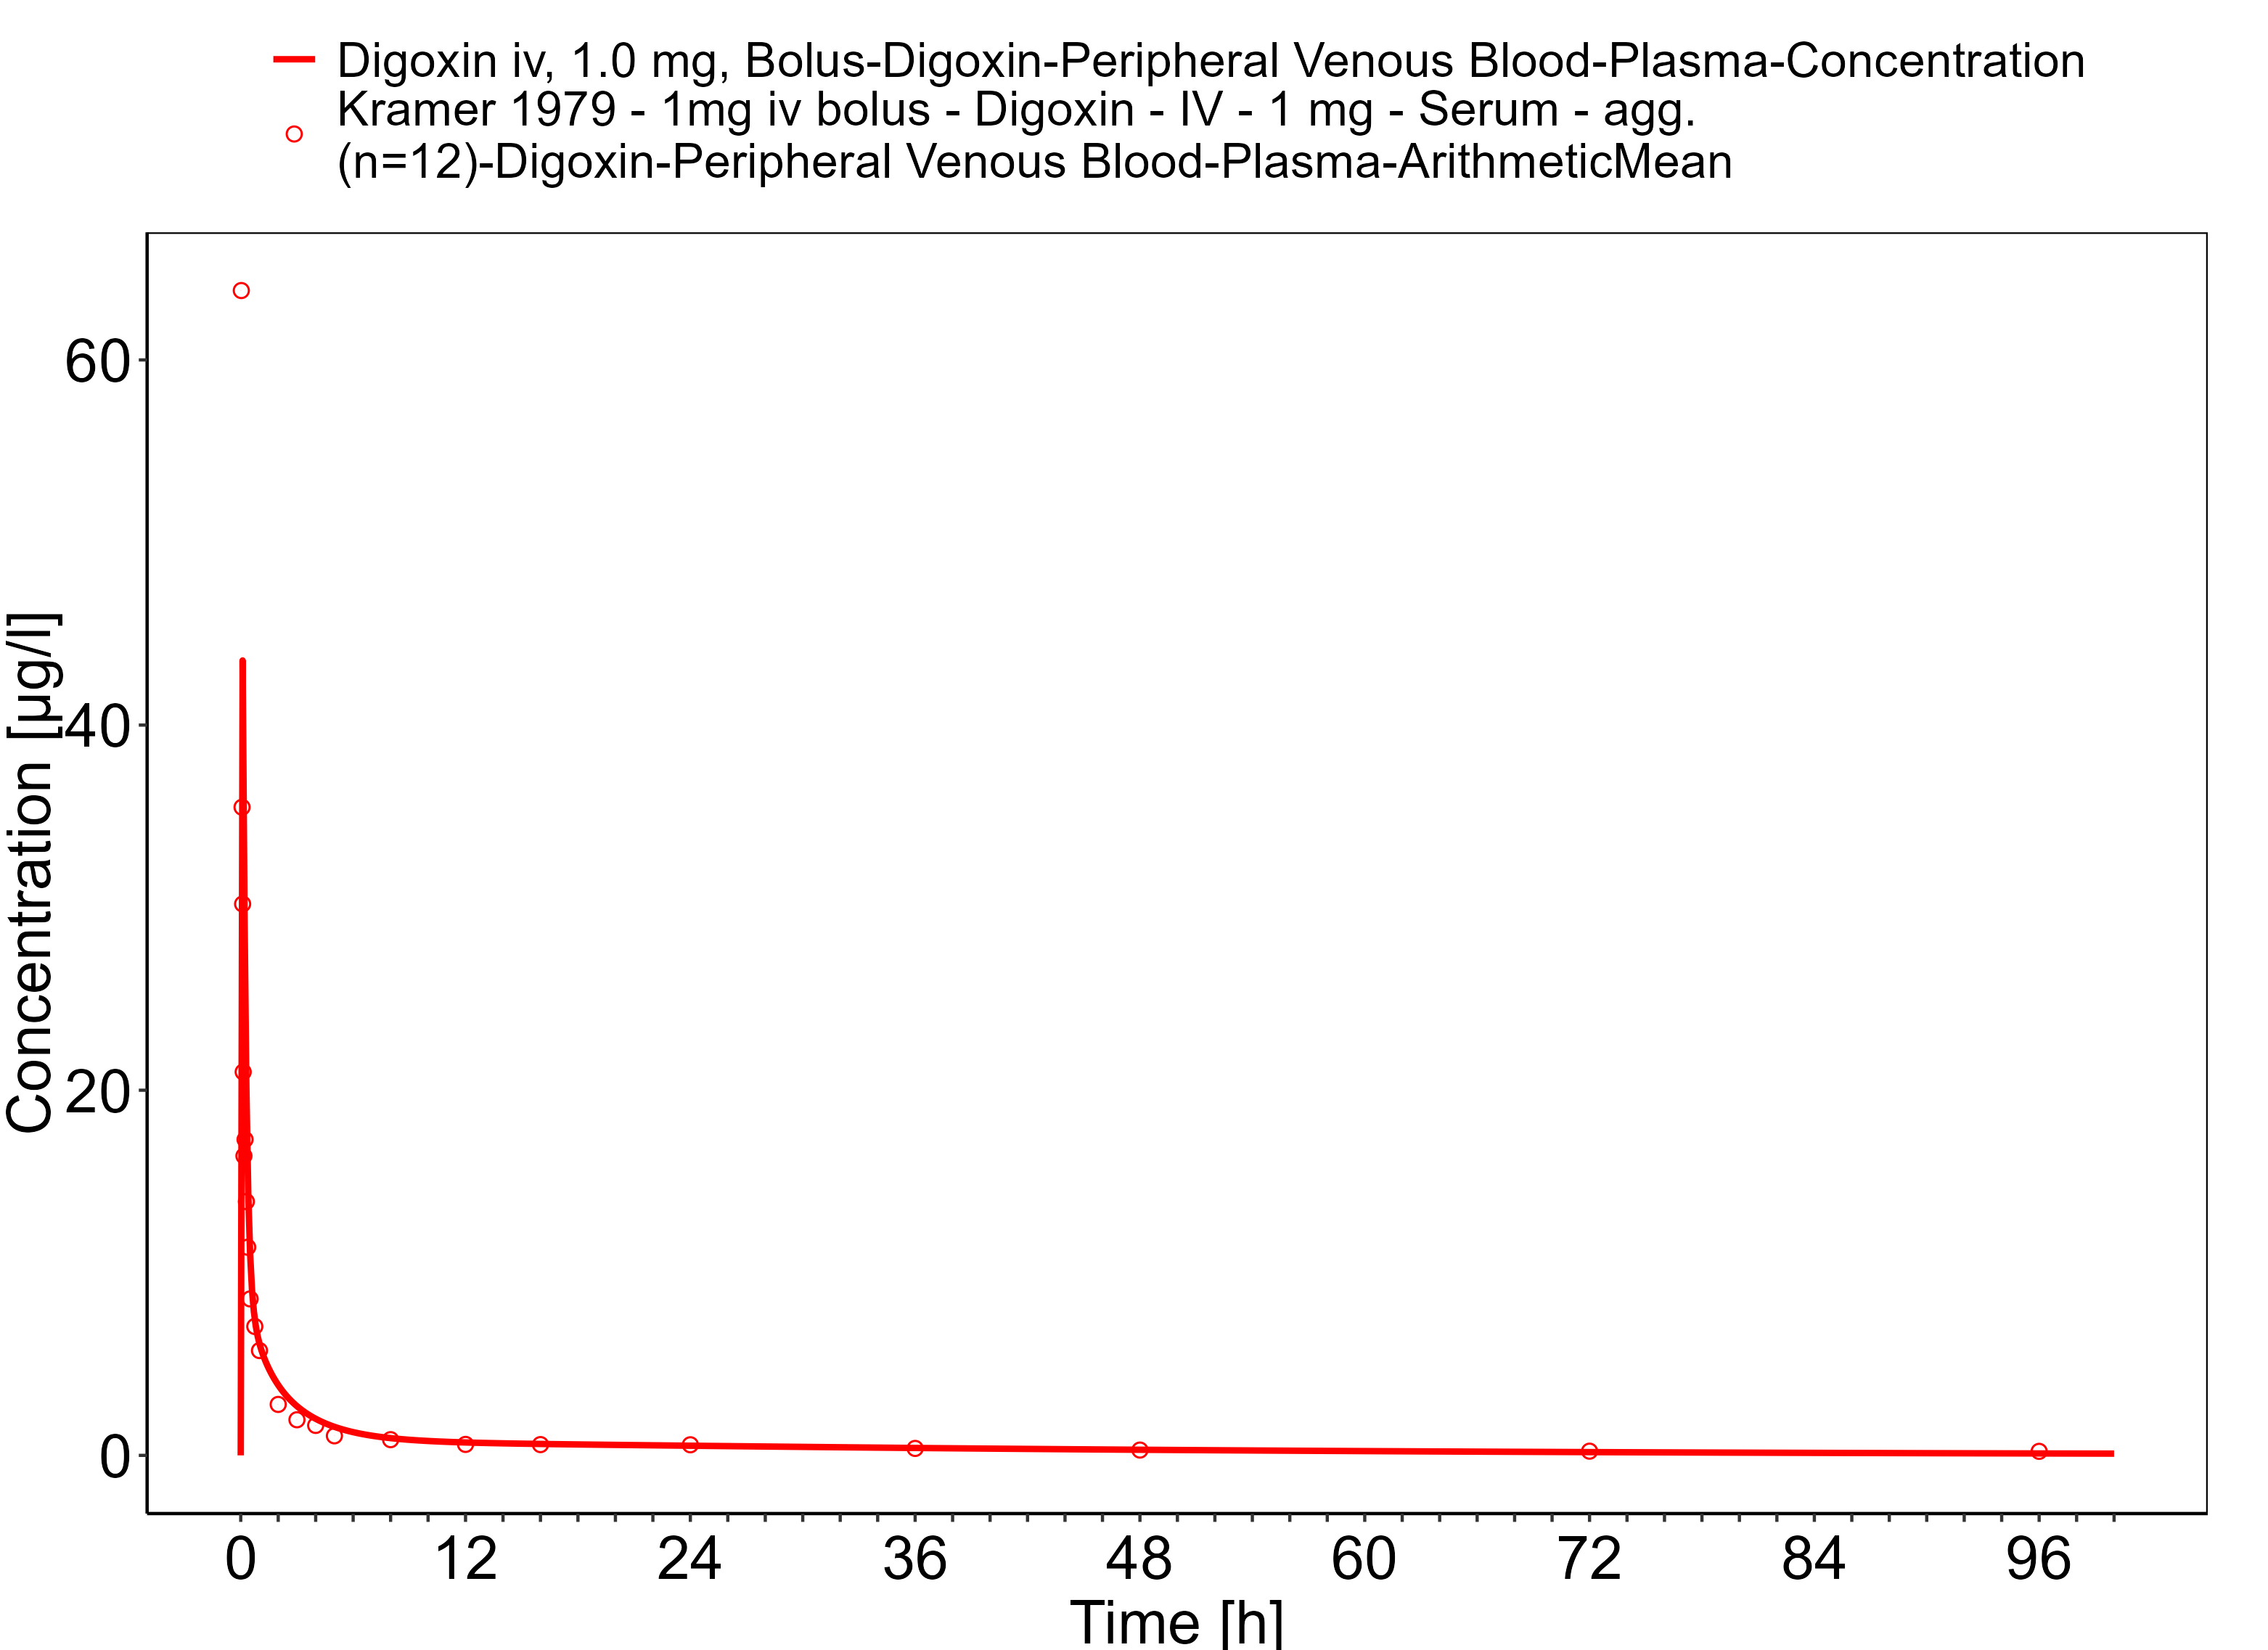 Digoxin iv, 1.0 mg, Bolus-Digoxin-Peripheral Venous Blood-Plasma-Concentration
Kramer 1979 - 1mg iv bolus - Digoxin - IV - 1 mg - Serum - agg.
(n=12)-Digoxin-Peripheral Venous Blood-Plasma-ArithmeticMean
Concentration [µg/l]
60
40
20
0
0 12 24 36 48 60 72 84 96
Time [h]